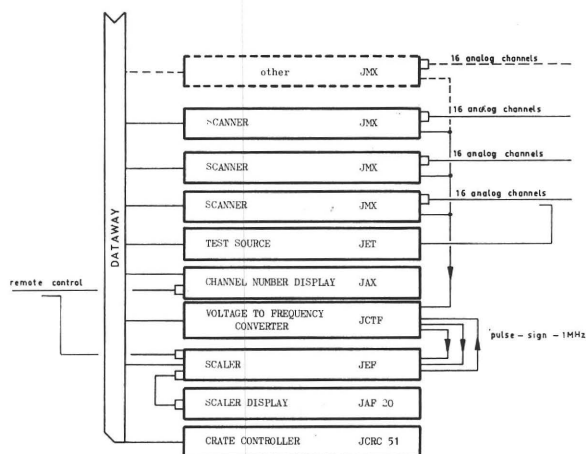 16 analog channels
other JMX
16 analog channels
SCANNER JMX
16 analog channels
SCANNER JMX
16 analog channels
SCANNER JMX
DATAWAY
TEST SOURCE JET
remote control
CHANNEL NUMBER DISPLAY JAX
VOLTAGE TO FREQUENCY
CONVERTER JCTF
pulse - sign - 1MHz
SCALER JEF
SCALER DISPLAY JAF 20
CRATE CONTROLLER JCRC 51